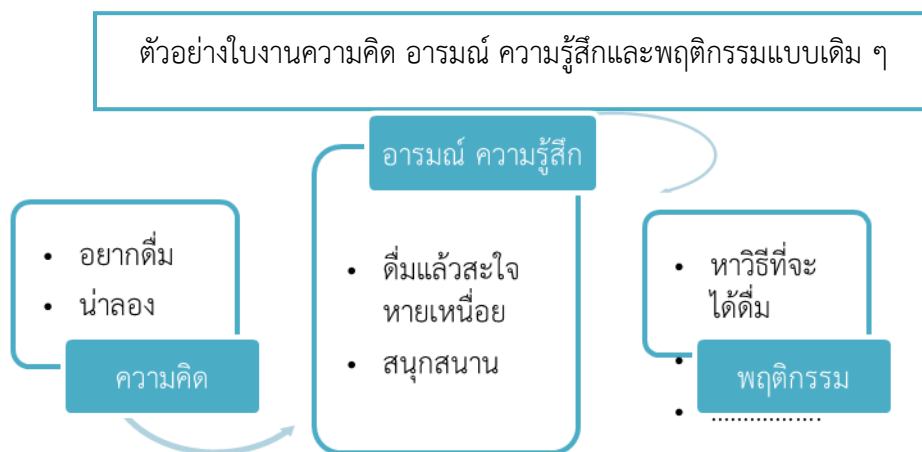 ตัวอย่างใบงานความคิด อารมณ์ ความรู้สึกและพฤติกรรมแบบเดิม ๆ
อารมณ์ ความรู้สึก
• อยากดื่ม
• น่าลอง
ความคิด
• ดื่มแล้วสะใจ
หายเหนื่อย
• สนุกสนาน
• หาวิธีที่จะ
ได้ดื่ม
•
พฤติกรรม
• ................